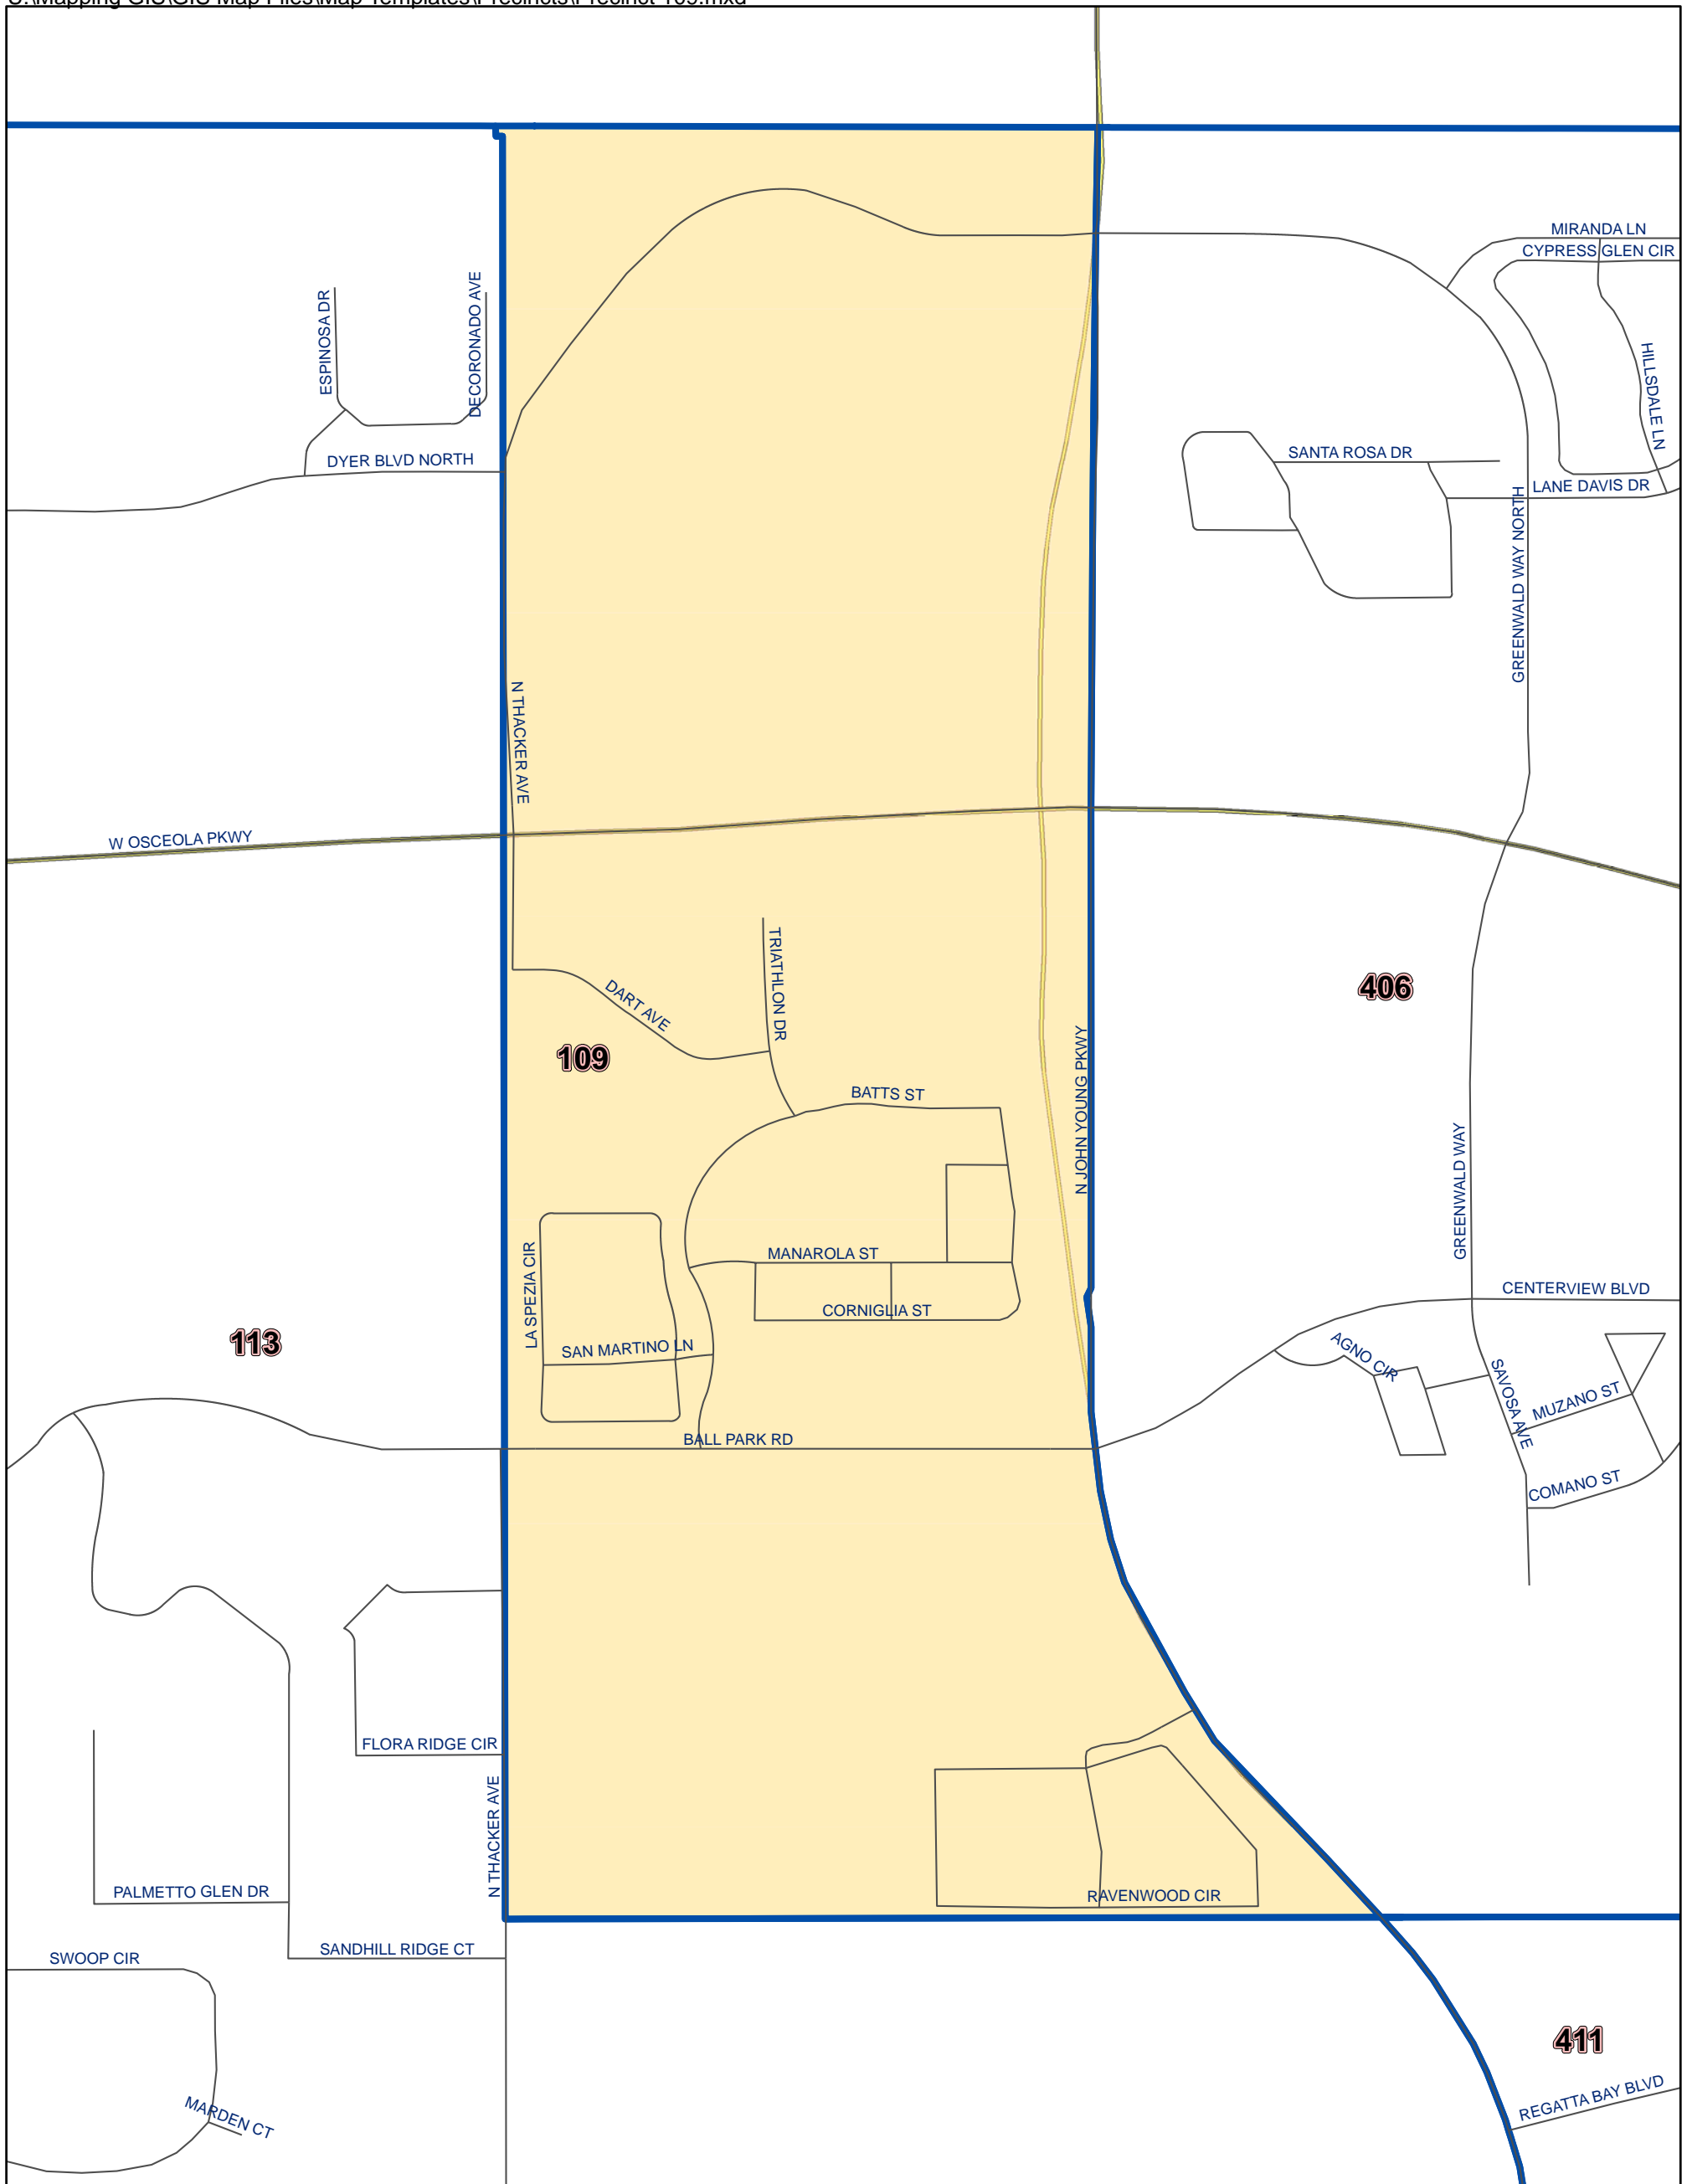 MIRANDA LN
CYPRESS GLEN CIR
ESPINOSA DR
DECORONADO AVE
HILLSDALE LN
DYER BLVD NORTH
SANTA ROSA DR
LANE DAVIS DR
GREENWALD WAY NORTH
N THACKER AVE
W OSCEOLA PKWY
TRIATHLON DR
DART AVE
406
109
N JOHN YOUNG PKWY
BATTS ST
GREENWALD WAY
LA SPEZIA CIR
MANAROLA ST
CENTERVIEW BLVD
CORNIGLIA ST
113
SAN MARTINO LN
AGNO CIR
SAVOSA AVE
MUZANO ST
BALL PARK RD
COMANO ST
FLORA RIDGE CIR
N THACKER AVE
PALMETTO GLEN DR
RAVENWOOD CIR
SANDHILL RIDGE CT
SWOOP CIR
411
REGATTA BAY BLVD
MARDEN CT